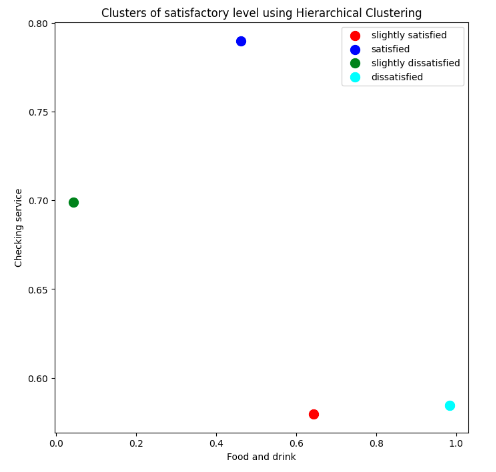 Clusters of satisfactory level using Hierarchical Clustering
slightly satisfied
satisfied
slightly dissatisfied
dissatisfied
0.80
0.75
0.70
0.65
0.60
Checking service
0.0 0.2 0.4 0.6 0.8 1.0
Food and drink